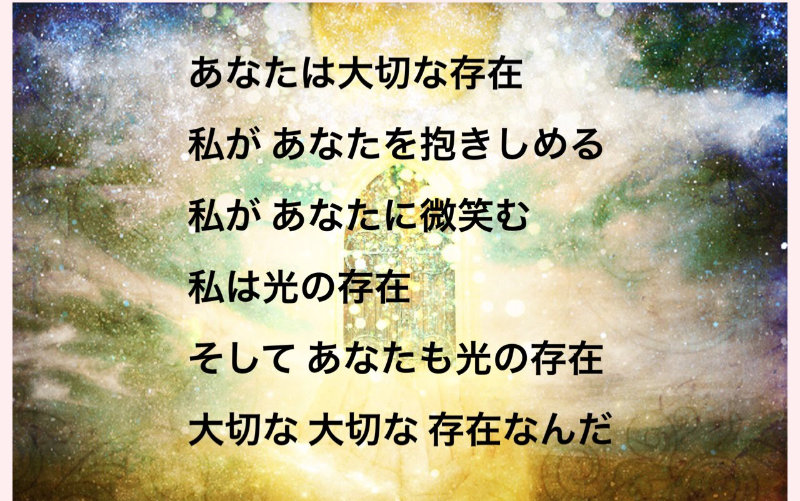 あなたは大切な存在
私が あなたを抱きしめる
私が あなたに微笑む
私は光の存在
そして あなたも光の存在
大切な 大切な 存在なんだ